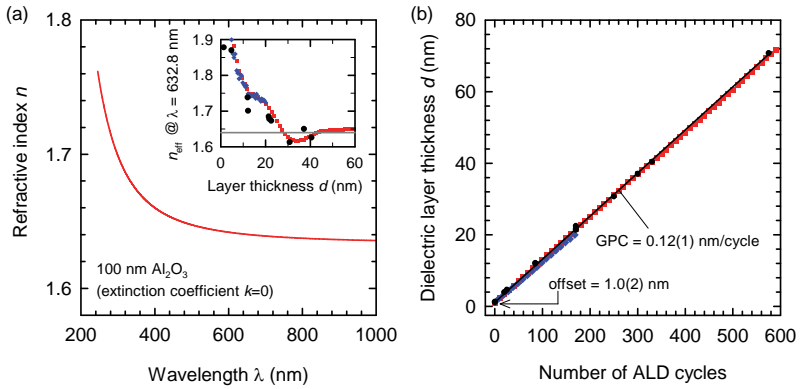 (a)
Refractive index n
1.8
1.7
1.6
200 400 600 800 1000
Wavelength λ (nm)
100 nm Al₂O₃
(extinction coefficient k=0)
n_eff @ λ = 632.8 nm
1.9
1.8
1.7
1.6
0 20 40 60
Layer thickness d (nm)
(b)
Dielectric layer thickness d (nm)
80
60
40
20
0
0 100 200 300 400 500 600
Number of ALD cycles
GPC = 0.12(1) nm/cycle
offset = 1.0(2) nm